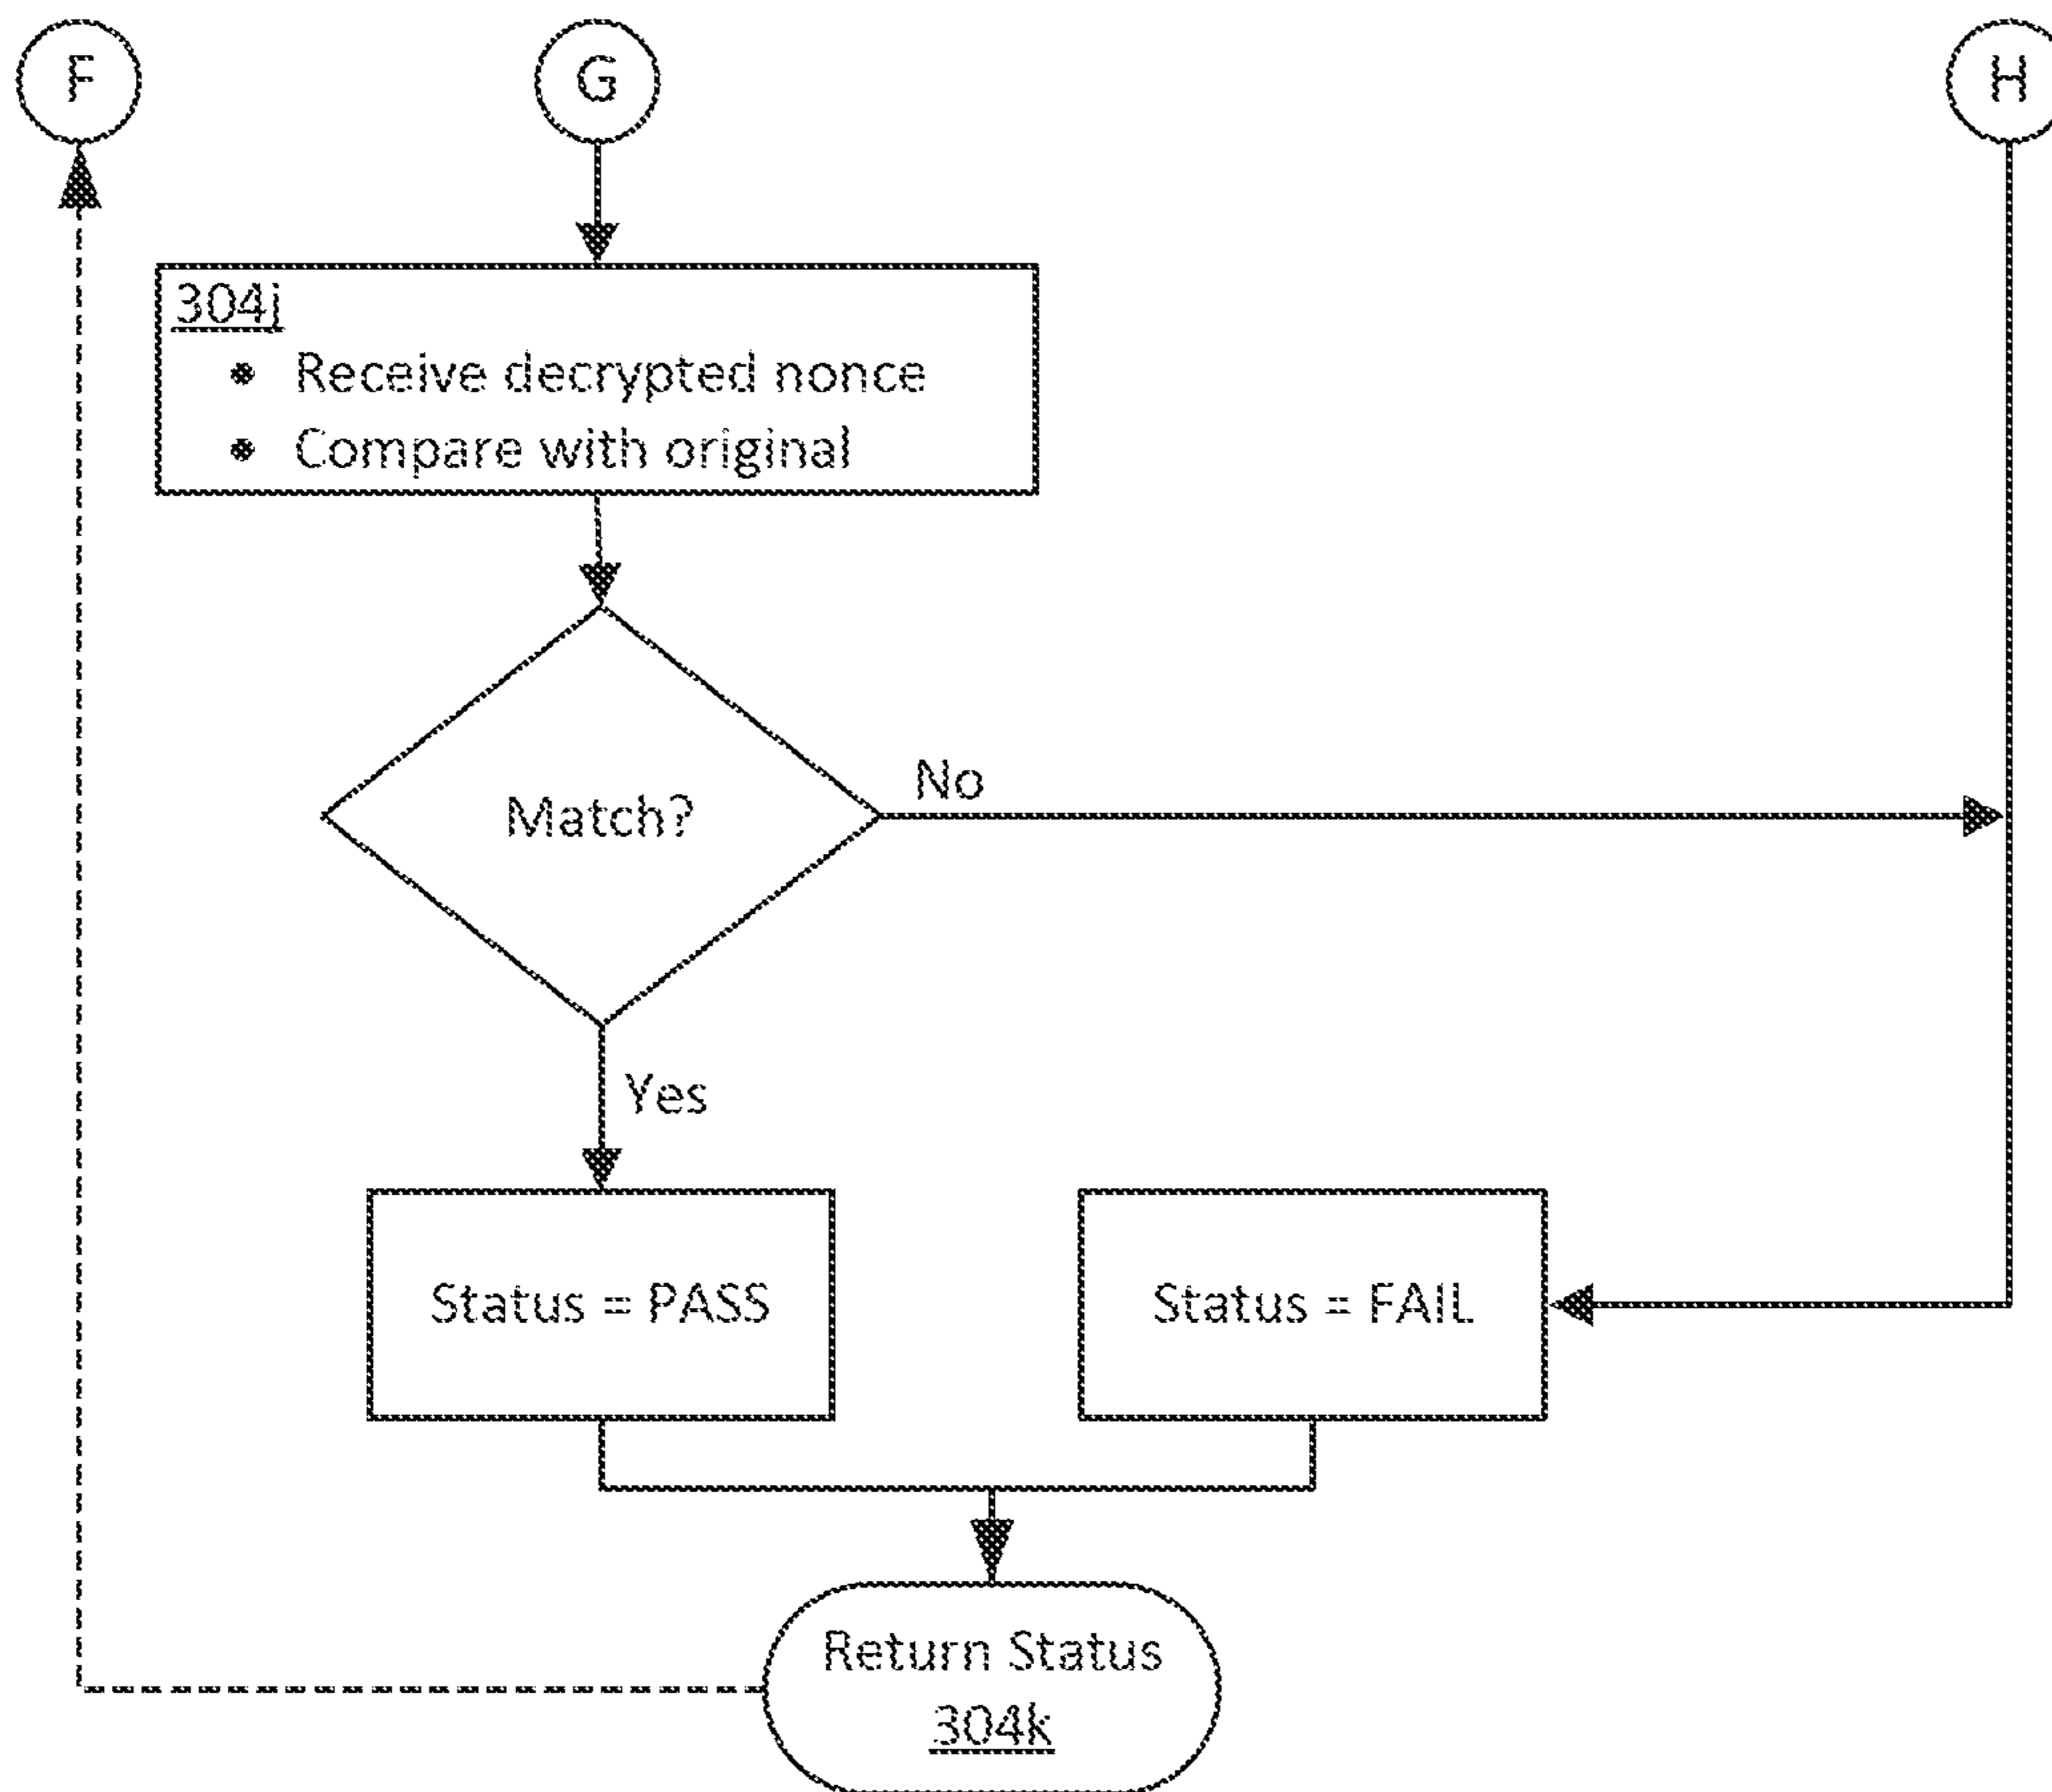 F
G
H
304j
• Receive decrypted nonce
• Compare with original
Match?
No
Yes
Status = PASS
Status = FAIL
Return Status
304k